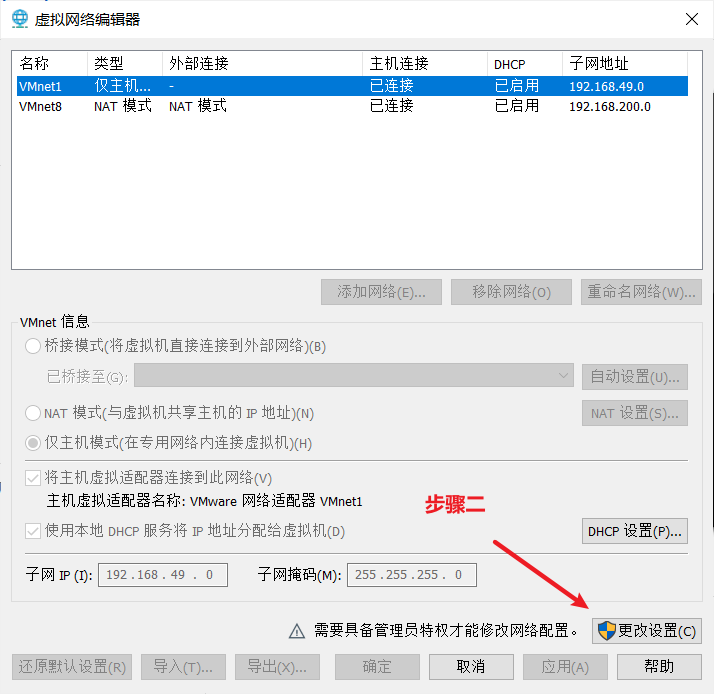 虚拟网络编辑器
名称 类型 外部连接 主机连接 DHCP 子网地址
VMnet1 仅主机... - 已连接 已启用 192.168.49.0
VMnet8 NAT 模式 NAT 模式 已连接 已启用 192.168.200.0
添加网络(E)... 移除网络(O) 重命名网络(W)...
VMnet 信息
桥接模式(将虚拟机直接连接到外部网络)(B)
已桥接至(G): 自动设置(U)...
NAT 模式(与虚拟机共享主机的 IP 地址)(N) NAT 设置(S)...
仅主机模式(在专用网络内连接虚拟机)(H)
将主机虚拟适配器连接到此网络(V)
主机虚拟适配器名称: VMware 网络适配器 VMnet1
步骤二
使用本地 DHCP 服务将 IP 地址分配给虚拟机(D) DHCP 设置(P)...
子网 IP (I): 192 . 168 . 49 . 0 子网掩码(M): 255 . 255 . 255 . 0
需要具备管理员特权才能修改网络配置。 更改设置(C)
还原默认设置(R) 导入(T)... 导出(X)... 确定 取消 应用(A) 帮助